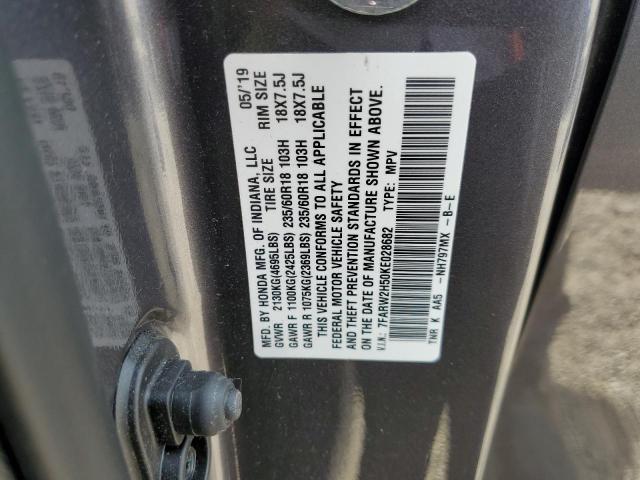 MFD. BY HONDA MFG. OF INDIANA, LLC 05/'19
GVWR 2130KG(4695LBS) TIRE SIZE RIM SIZE
GAWR F 1100KG(2425LBS) 235/60R18 103H 18X7.5J
GAWR R 1075KG(2369LBS) 235/60R18 103H 18X7.5J
THIS VEHICLE CONFORMS TO ALL APPLICABLE
FEDERAL MOTOR VEHICLE SAFETY
AND THEFT PREVENTION STANDARDS IN EFFECT
ON THE DATE OF MANUFACTURE SHOWN ABOVE.
V.I.N: 7FARW2H50KE028682 TYPE: MPV
TNR K AA5 -NH797MX -B-E